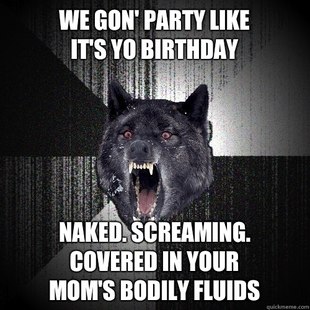 WE GON' PARTY LIKE
IT'S YO BIRTHDAY
NAKED. SCREAMING.
COVERED IN YOUR
MOM'S BODILY FLUIDS
quickmeme.com